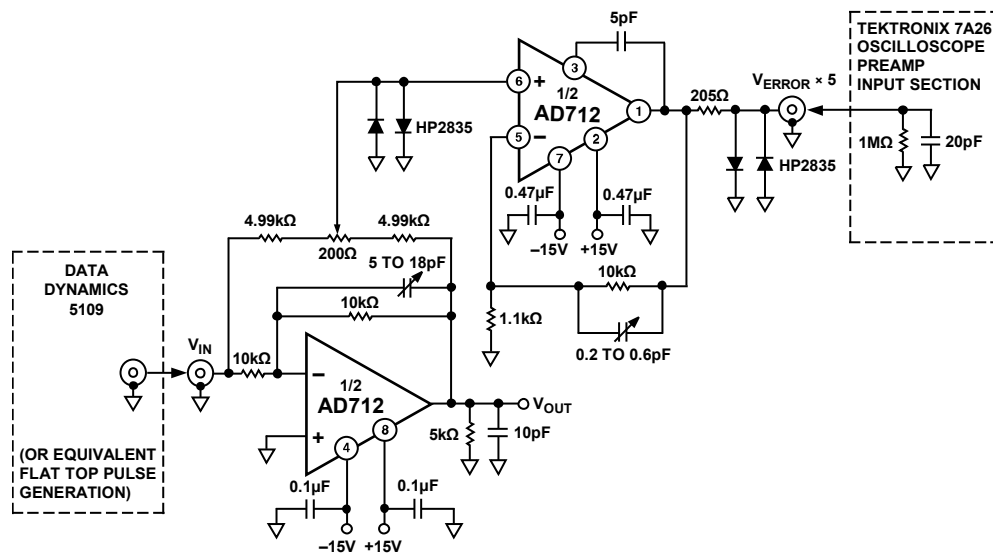 5pF
TEKTRONIX 7A26
OSCILLOSCOPE
PREAMP
INPUT SECTION
3
VERROR × 5
6
+
1/2
AD712
1
205Ω
HP2835
5
−
2
7
1MΩ
20pF
HP2835
0.47µF
0.47µF
4.99kΩ
4.99kΩ
–15V
+15V
200Ω
DATA
DYNAMICS
5109
5 TO 18pF
10kΩ
10kΩ
1.1kΩ
VIN
10kΩ
0.2 TO 0.6pF
−
1/2
AD712
VOUT
+
8
4
5kΩ
10pF
(OR EQUIVALENT
FLAT TOP PULSE
GENERATION)
0.1µF
0.1µF
–15V
+15V